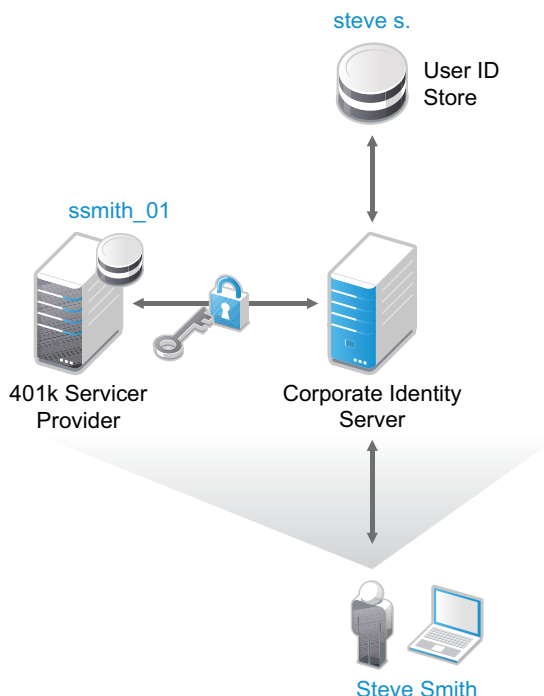 steve s.
User ID
Store
ssmith_01
401k Servicer
Provider
Corporate Identity
Server
Steve Smith